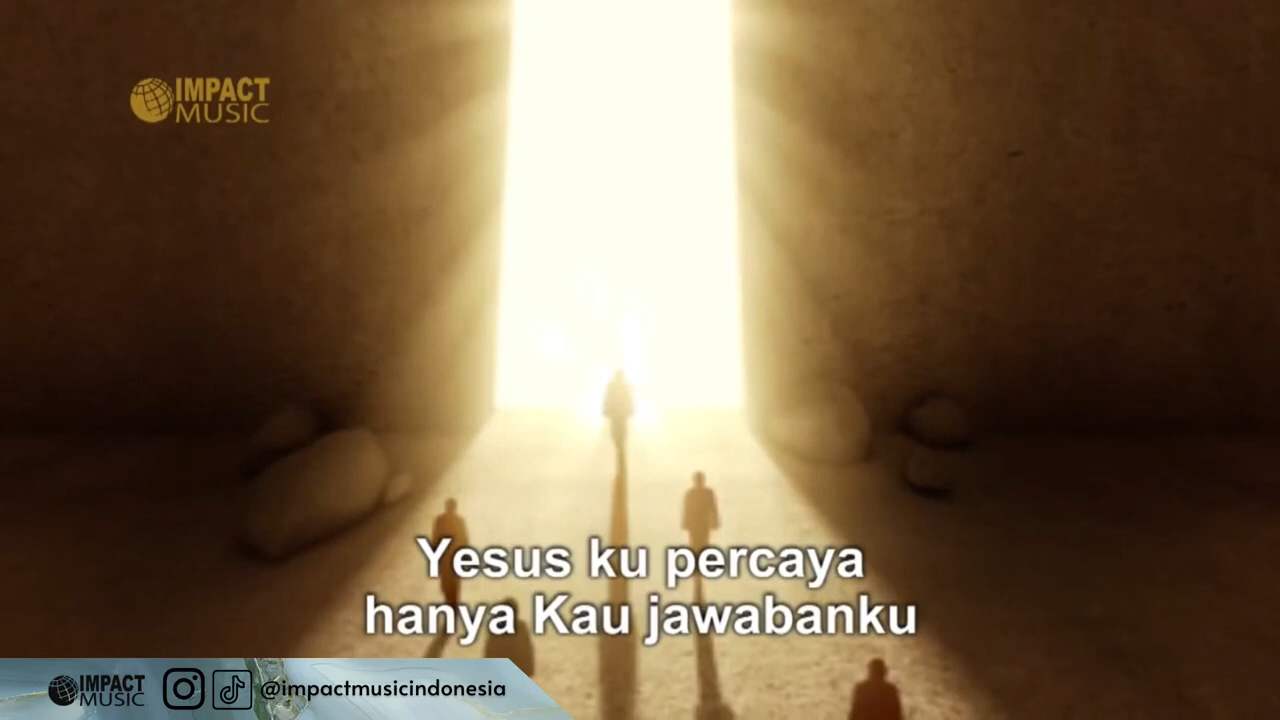 IMPACT
MUSIC
Yesus ku percaya
hanya Kau jawabanku
IMPACT
MUSIC
@impactmusicindonesia